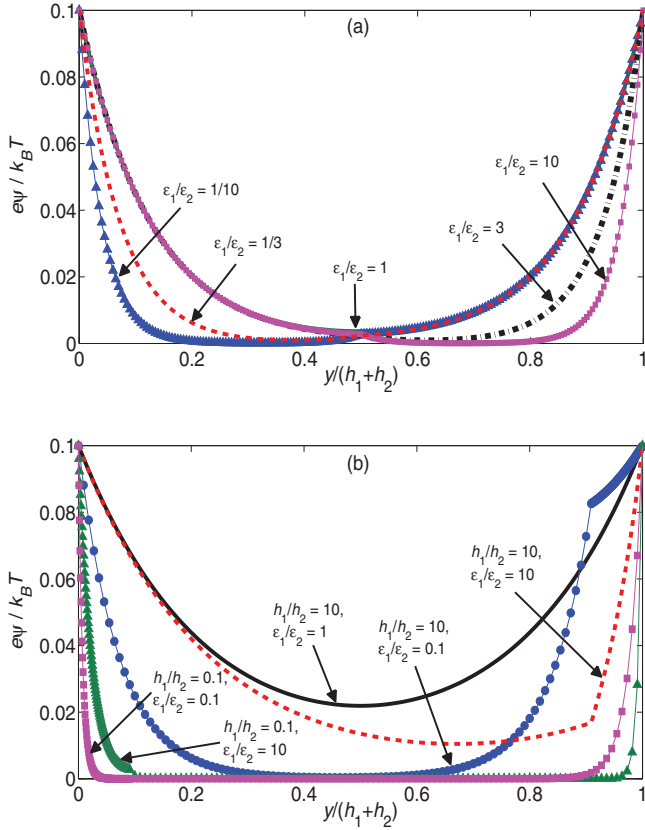 (a)
0.1
0.08
0.06
0.04
0.02
0
eψ / k_BT
ε₁/ε₂ = 1/10
ε₁/ε₂ = 1/3
ε₁/ε₂ = 1
ε₁/ε₂ = 3
ε₁/ε₂ = 10
0 0.2 0.4 0.6 0.8 1
y/(h₁+h₂)
(b)
0.1
0.08
0.06
0.04
0.02
0
eψ / k_BT
h₁/h₂ = 10,
ε₁/ε₂ = 10
h₁/h₂ = 10,
ε₁/ε₂ = 1
h₁/h₂ = 10,
ε₁/ε₂ = 0.1
h₁/h₂ = 0.1,
ε₁/ε₂ = 0.1
h₁/h₂ = 0.1,
ε₁/ε₂ = 10
0 0.2 0.4 0.6 0.8 1
y/(h₁+h₂)